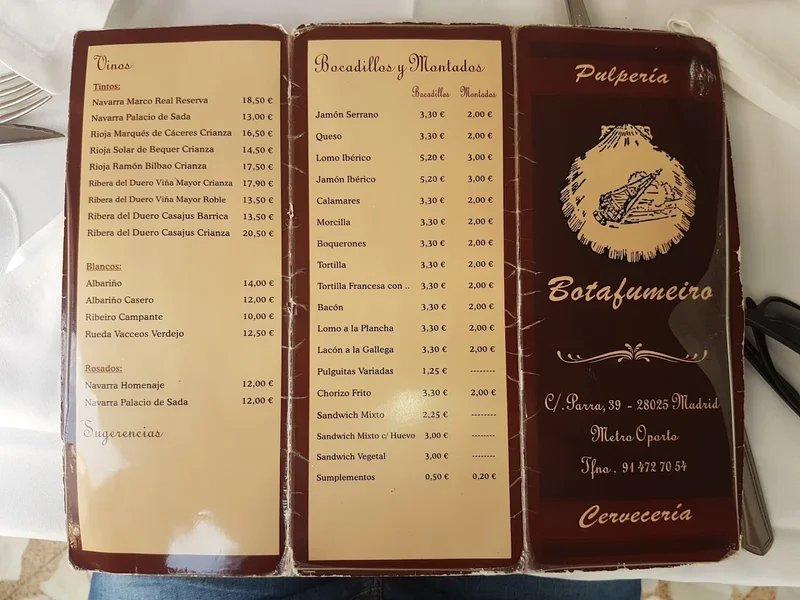 Vinos
Tintos:
Navarra Marco Real Reserva 18,50 €
Navarra Palacio de Sada 13,00 €
Rioja Marqués de Cáceres Crianza 16,50 €
Rioja Solar de Bequer Crianza 14,50 €
Rioja Ramón Bilbao Crianza 17,50 €
Ribera del Duero Viña Mayor Crianza 17,90 €
Ribera del Duero Viña Mayor Roble 13,50 €
Ribera del Duero Casajus Barrica 13,50 €
Ribera del Duero Casajus Crianza 20,50 €
Blancos:
Albariño 14,00 €
Albariño Casero 12,00 €
Ribeiro Campante 10,00 €
Rueda Vacceos Verdejo 12,50 €
Rosados:
Navarra Homenaje 12,00 €
Navarra Palacio de Sada 12,00 €
Sugerencias
Bocadillos y Montados
Bocadillos Montados
Jamón Serrano 3,30 € 2,00 €
Queso 3,30 € 2,00 €
Lomo Ibérico 5,20 € 3,00 €
Jamón Ibérico 5,20 € 3,00 €
Calamares 3,30 € 2,00 €
Morcilla 3,30 € 2,00 €
Boquerones 3,30 € 2,00 €
Tortilla 3,30 € 2,00 €
Tortilla Francesa con .. 3,30 € 2,00 €
Bacón 3,30 € 2,00 €
Lomo a la Plancha 3,30 € 2,00 €
Lacón a la Gallega 3,30 € 2,00 €
Pulguitas Variadas 1,25 € --------
Chorizo Frito 3,30 € 2,00 €
Sandwich Mixto 2,25 € --------
Sandwich Mixto c/ Huevo 3,00 € --------
Sandwich Vegetal 3,00 € --------
Sumplementos 0,50 € 0,20 €
Pulpería
Botafumeiro
C/. Parra, 39 - 28025 Madrid
Metro Oporto
Tfno. 91 472 70 54
Cervecería